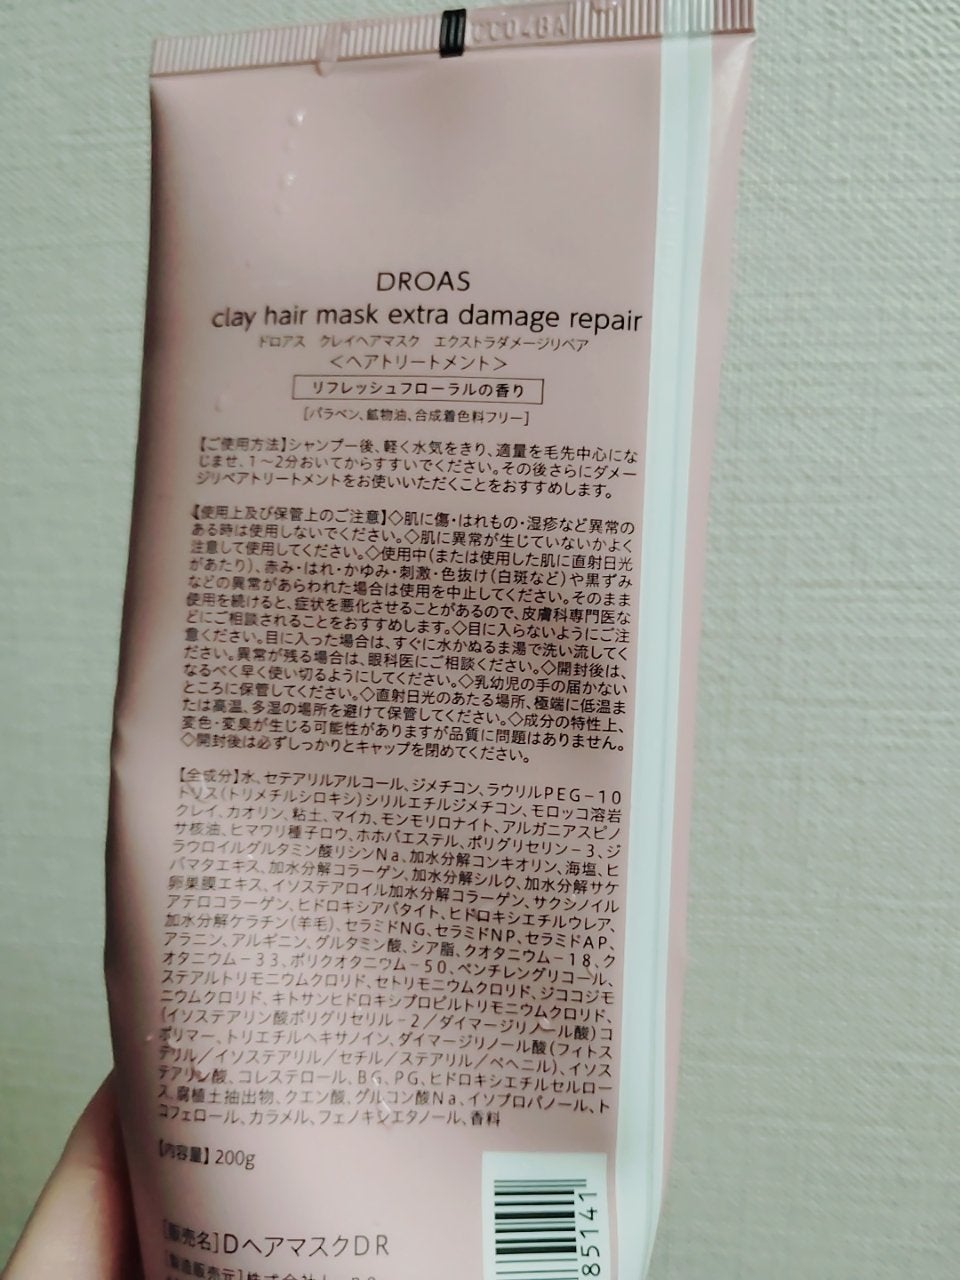 CC04BA
DROAS
clay hair mask extra damage repair
ドロアス クレイヘアマスク エクストラダメージリペア
＜ヘアトリートメント＞
リフレッシュフローラルの香り
[パラベン、鉱物油、合成着色料フリー]
【ご使用方法】シャンプー後、軽く水気をきり、適量を毛先中心にな
じませ、1～2分おいてからすすいでください。その後さらにダメー
ジリペアトリートメントをお使いいただくことをおすすめします。
【使用上及び保管上のご注意】◇肌に傷・はれもの・湿疹など異常の
ある時は使用しないでください。◇肌に異常が生じていないかよく
注意して使用してください。◇使用中(または使用した肌に直射日光
があたり)、赤み・はれ・かゆみ・刺激・色抜け(白斑など)や黒ずみ
などの異常があらわれた場合は使用を中止してください。そのまま
使用を続けると、症状を悪化させることがあるので、皮膚科専門医な
どにご相談されることをおすすめします。◇目に入らないようにご注
意ください。目に入った場合は、すぐに水かぬるま湯で洗い流してく
ださい。異常が残る場合は、眼科医にご相談ください。◇開封後は、
なるべく早く使い切るようにしてください。◇乳幼児の手の届かない
ところに保管してください。◇直射日光のあたる場所、極端に低温ま
たは高温、多湿の場所を避けて保管してください。◇成分の特性上、
変色・変臭が生じる可能性がありますが品質に問題はありません。
◇開封後は必ずしっかりとキャップを閉めてください。
【全成分】水、セテアリルアルコール、ジメチコン、ラウリルPEG-10
トリス(トリメチルシロキシ)シリルエチルジメチコン、モロッコ溶岩
クレイ、カオリン、粘土、マイカ、モンモリロナイト、アルガニアスピノ
サ核油、ヒマワリ種子ロウ、ホホバエステル、ポリグリセリン-3、ジ
ラウロイルグルタミン酸リシンNa、加水分解コンキオリン、海塩、ヒ
バマタエキス、加水分解コラーゲン、加水分解シルク、加水分解サケ
卵巣膜エキス、イソステアロイル加水分解コラーゲン、サクシノイル
アテロコラーゲン、ヒドロキシアパタイト、ヒドロキシエチルウレア、
加水分解ケラチン(羊毛)、セラミドNG、セラミドNP、セラミドAP、
アラニン、アルギニン、グルタミン酸、シア脂、クオタニウム-18、ク
オタニウム-33、ポリクオタニウム-50、ペンチレングリコール、
ステアルトリモニウムクロリド、セトリモニウムクロリド、ジココジモ
ニウムクロリド、キトサンヒドロキシプロピルトリモニウムクロリド、
(イソステアリン酸ポリグリセリル-2/ダイマージリノール酸)コ
ポリマー、トリエチルヘキサノイン、ダイマージリノール酸(フィトス
テリル/イソステアリル/セチル/ステアリル/ベヘニル)、イソス
テアリン酸、コレステロール、BG、PG、ヒドロキシエチルセルロー
ス、腐植土抽出物、クエン酸、グルコン酸Na、イソプロパノール、ト
コフェロール、カラメル、フェノキシエタノール、香料
【内容量】200g
[販売名]DヘアマスクDR
[製造販売元]株式会社
85141